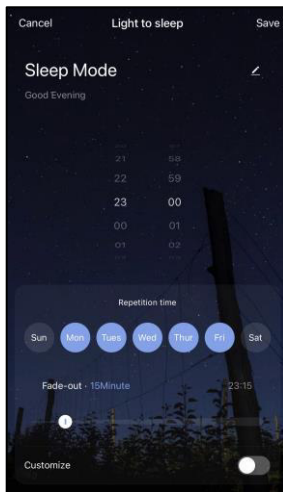 Cancel Light to sleep Save
Sleep Mode
Good Evening
21 58
22 59
23 00
00 01
01 02
Repetition time
Sun Mon Tues Wed Thur Fri Sat
Fade-out · 15Minute 23:15
Customize